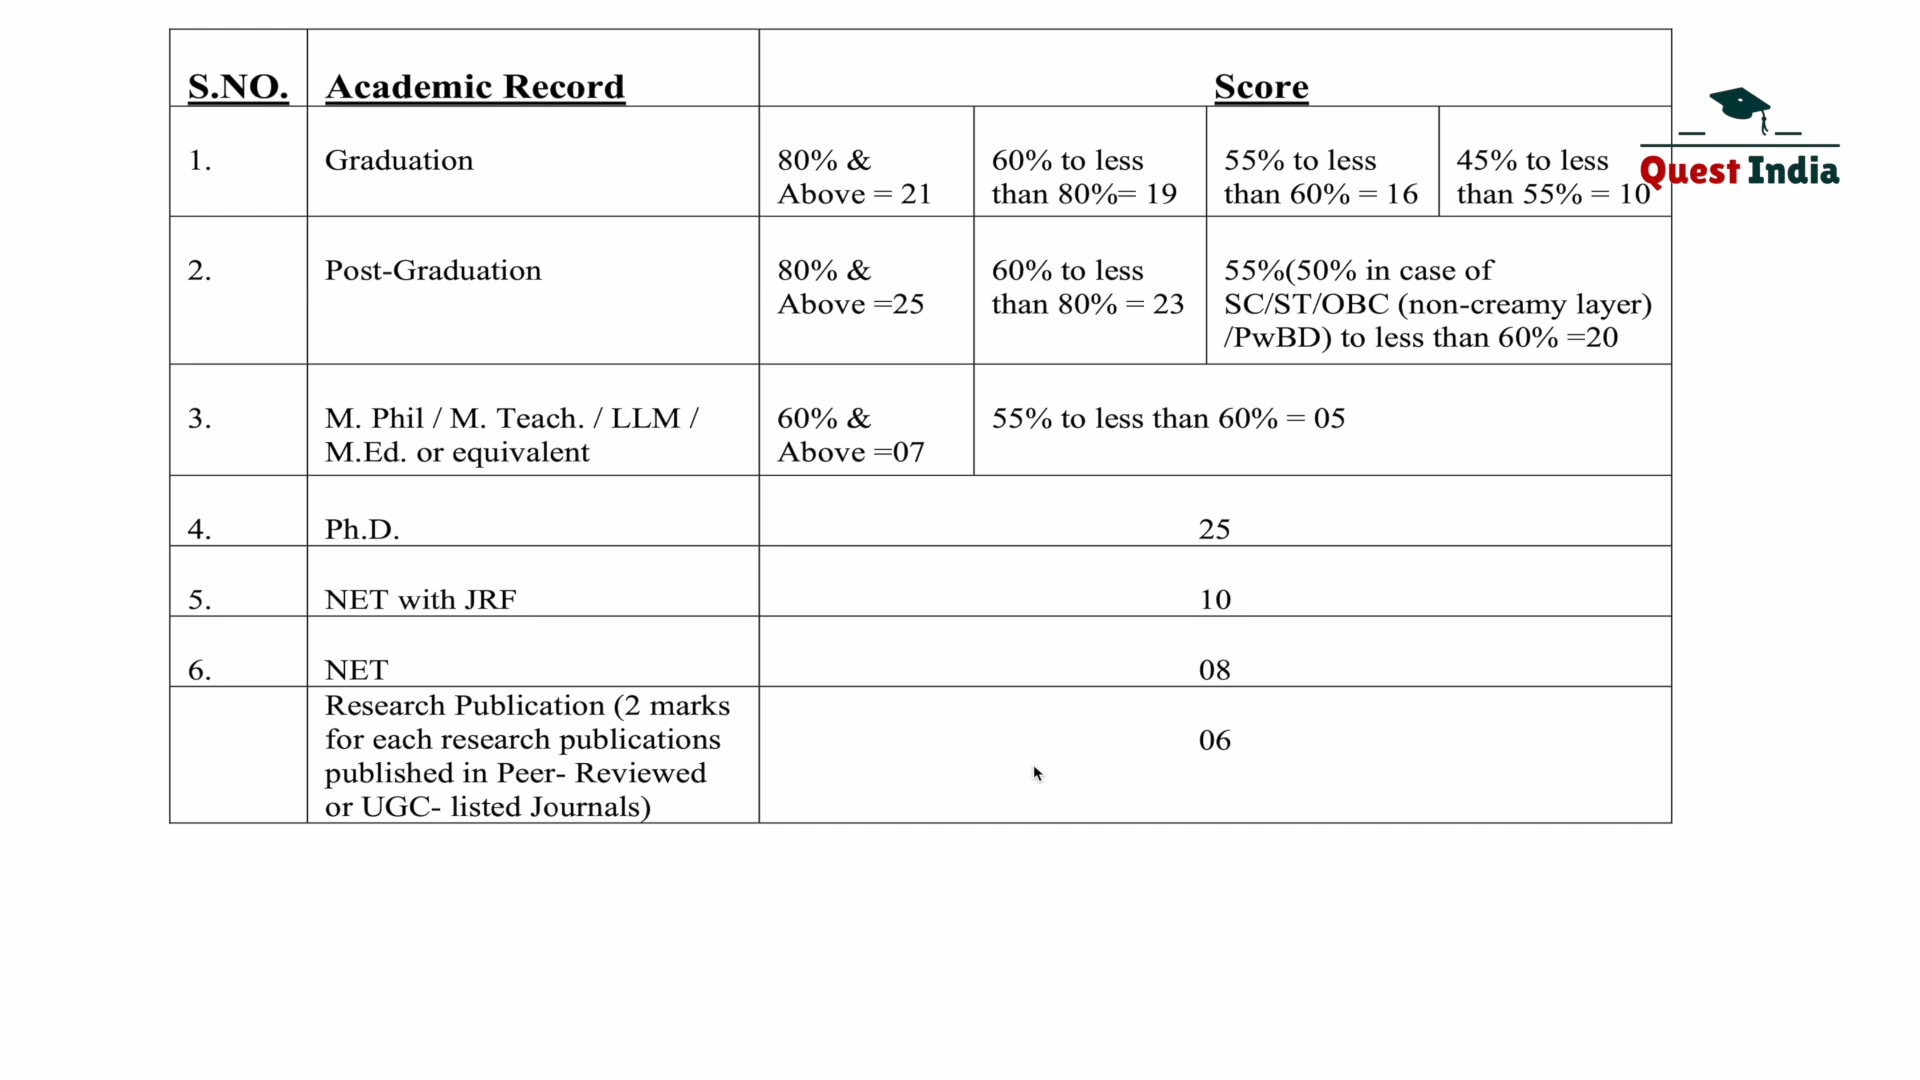 S.NO. Academic Record Score
1. Graduation 80% & 60% to less 55% to less 45% to less
Above = 21 than 80%= 19 than 60% = 16 than 55% = 10
Quest India
2. Post-Graduation 80% & 60% to less 55%(50% in case of
Above =25 than 80% = 23 SC/ST/OBC (non-creamy layer)
/PwBD) to less than 60% =20
3. M. Phil / M. Teach. / LLM / 60% & 55% to less than 60% = 05
M.Ed. or equivalent Above =07
4. Ph.D. 25
5. NET with JRF 10
6. NET 08
Research Publication (2 marks
for each research publications 06
published in Peer- Reviewed
or UGC- listed Journals)